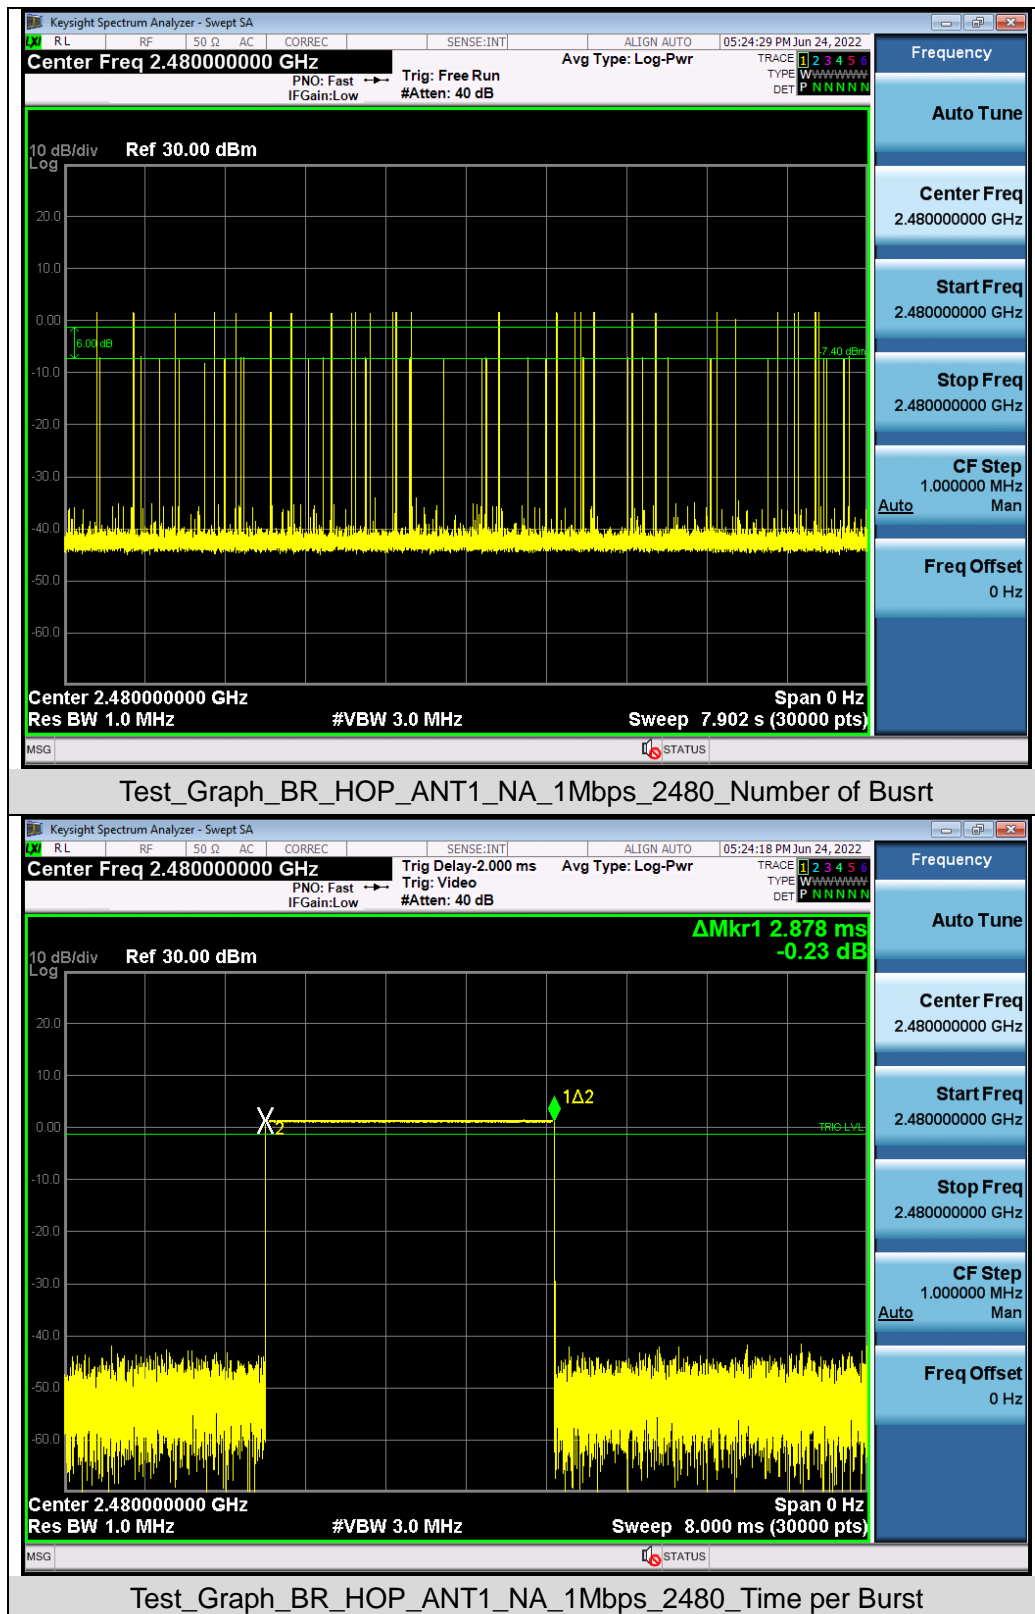 Keysight Spectrum Analyzer - Swept SA
LXI RL RF 50 Ω AC CORREC SENSE:INT ALIGN AUTO 05:24:29 PM Jun 24, 2022
Center Freq 2.480000000 GHz
PNO: Fast
IFGain:Low
Trig: Free Run
#Atten: 40 dB
Avg Type: Log-Pwr
TRACE 1 2 3 4 5 6
TYPE WWWWWW
DET P N N N N N
Frequency
Auto Tune
Center Freq
2.480000000 GHz
Start Freq
2.480000000 GHz
Stop Freq
2.480000000 GHz
CF Step
1.000000 MHz
Auto Man
Freq Offset
0 Hz
10 dB/div Ref 30.00 dBm
Log
20.0
10.0
0.00
6.00 dB
-7.40 dBm
-10.0
-20.0
-30.0
-40.0
-50.0
-60.0
Center 2.480000000 GHz Span 0 Hz
Res BW 1.0 MHz #VBW 3.0 MHz Sweep 7.902 s (30000 pts)
MSG STATUS
Test_Graph_BR_HOP_ANT1_NA_1Mbps_2480_Number of Busrt
Keysight Spectrum Analyzer - Swept SA
LXI RL RF 50 Ω AC CORREC SENSE:INT ALIGN AUTO 05:24:18 PM Jun 24, 2022
Center Freq 2.480000000 GHz
PNO: Fast
IFGain:Low
Trig Delay-2.000 ms
Trig: Video
#Atten: 40 dB
Avg Type: Log-Pwr
TRACE 1 2 3 4 5 6
TYPE WWWWWW
DET P N N N N N
Frequency
Auto Tune
Center Freq
2.480000000 GHz
Start Freq
2.480000000 GHz
Stop Freq
2.480000000 GHz
CF Step
1.000000 MHz
Auto Man
Freq Offset
0 Hz
ΔMkr1 2.878 ms
-0.23 dB
10 dB/div Ref 30.00 dBm
Log
20.0
10.0
1Δ2
0.00
2
TRIG LVL
-10.0
-20.0
-30.0
-40.0
-50.0
-60.0
Center 2.480000000 GHz Span 0 Hz
Res BW 1.0 MHz #VBW 3.0 MHz Sweep 8.000 ms (30000 pts)
MSG STATUS
Test_Graph_BR_HOP_ANT1_NA_1Mbps_2480_Time per Burst